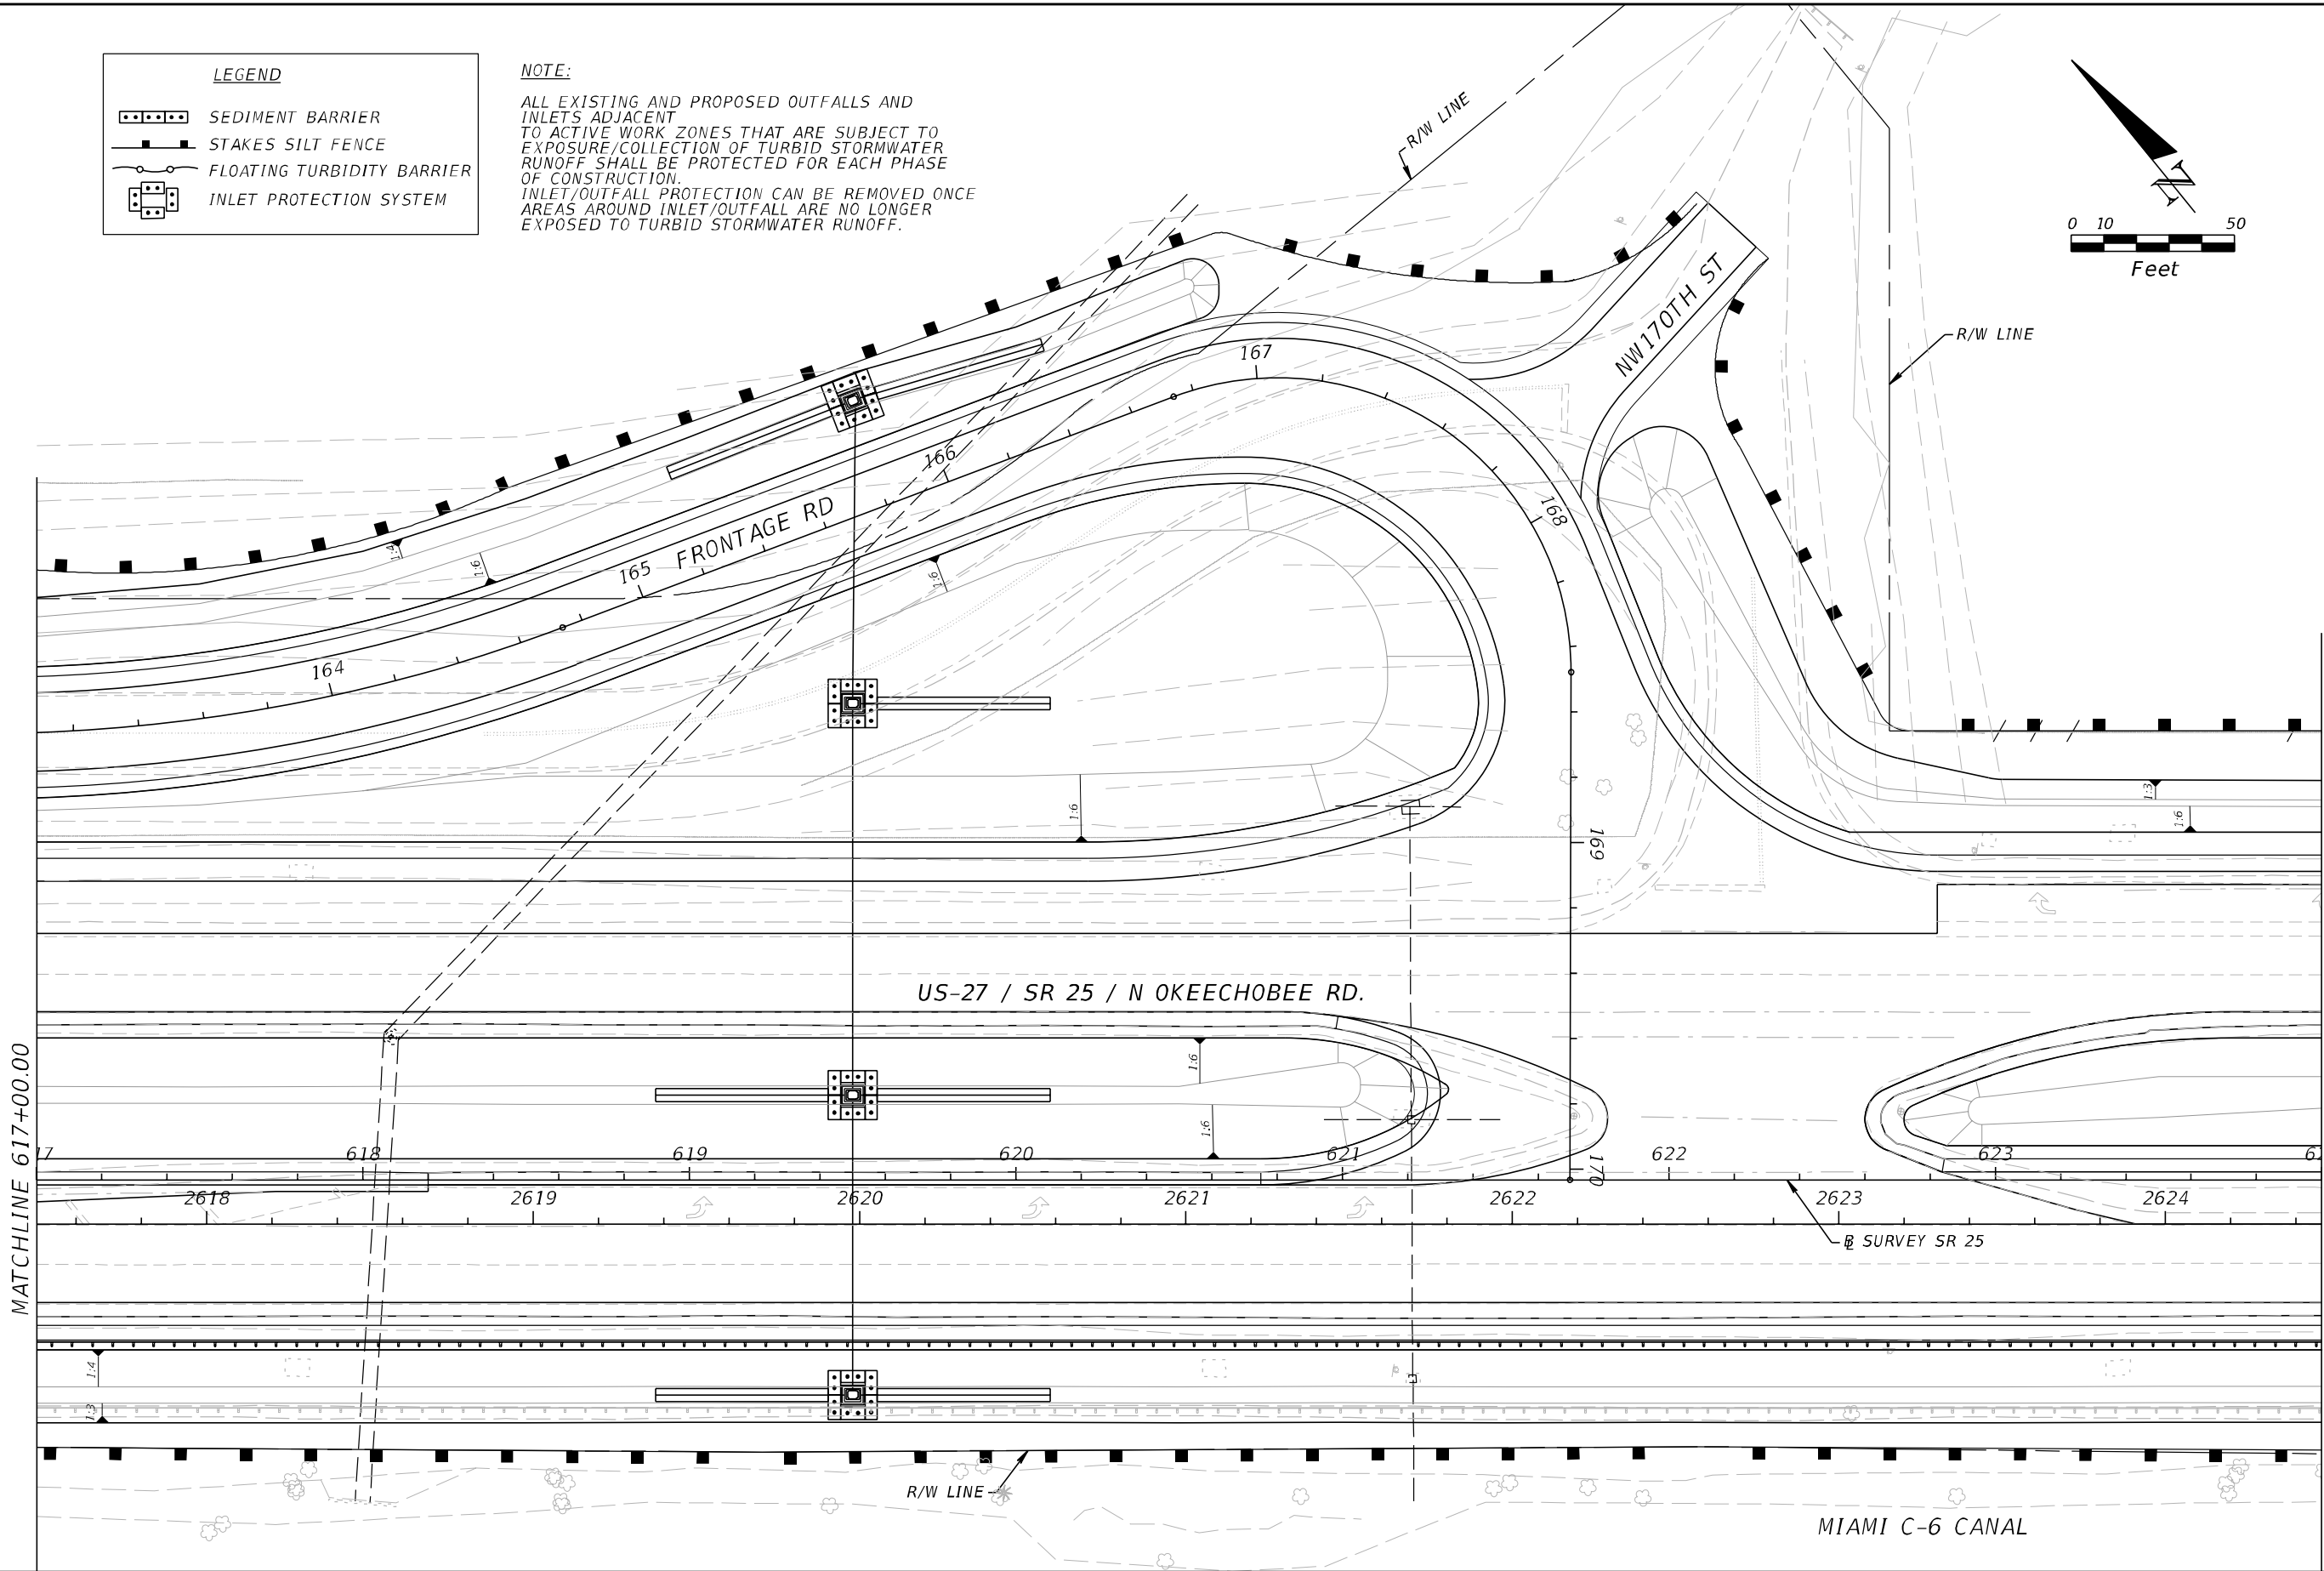 LEGEND
SEDIMENT BARRIER
STAKES SILT FENCE
FLOATING TURBIDITY BARRIER
INLET PROTECTION SYSTEM
NOTE:
ALL EXISTING AND PROPOSED OUTFALLS AND
INLETS ADJACENT
TO ACTIVE WORK ZONES THAT ARE SUBJECT TO
EXPOSURE/COLLECTION OF TURBID STORMWATER
RUNOFF SHALL BE PROTECTED FOR EACH PHASE
OF CONSTRUCTION.
INLET/OUTFALL PROTECTION CAN BE REMOVED ONCE
AREAS AROUND INLET/OUTFALL ARE NO LONGER
EXPOSED TO TURBID STORMWATER RUNOFF.
R/W LINE
N
0 10 50
Feet
NW170TH ST
R/W LINE
167
166
168
FRONTAGE RD
165
164
1:4
1:6
1:6
1:6
169
1:3
1:6
US-27 / SR 25 / N OKEECHOBEE RD.
MATCHLINE 617+00.00
1:6
1:6
17 618 619 620 621 622 623
170
2618 2619 2620 2621 2622 2623 2624
BL SURVEY SR 25
1:4
1:3
R/W LINE
MIAMI C-6 CANAL